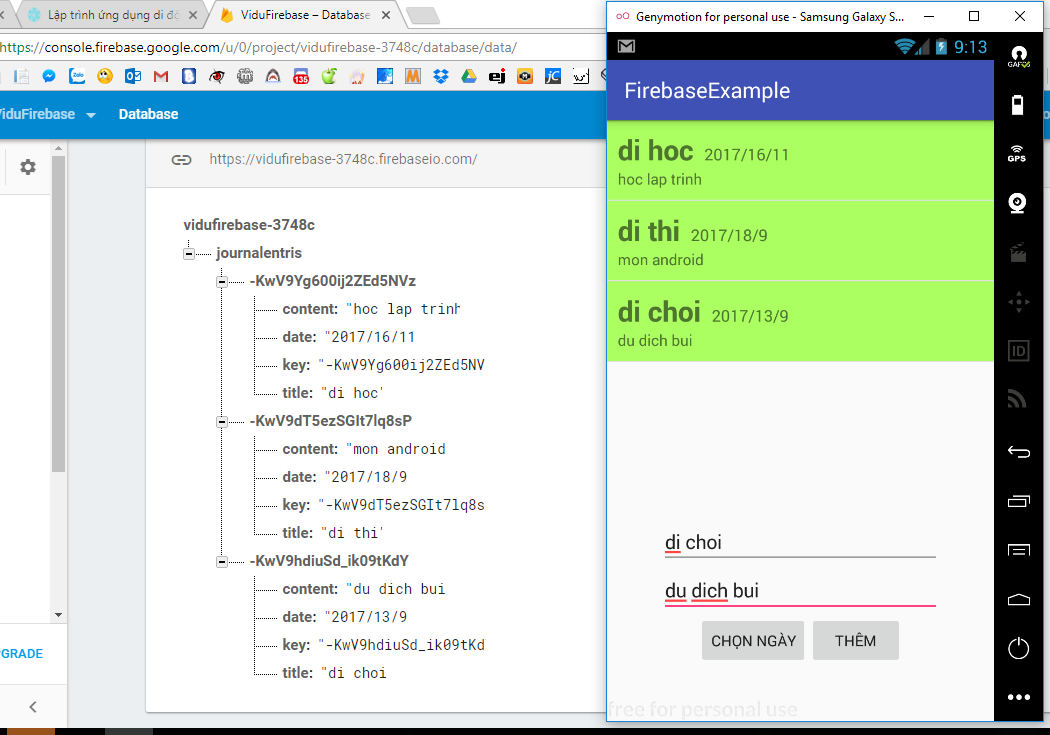 Lập trình ứng dụng di độ
ViduFirebase – Database
https://console.firebase.google.com/u/0/project/vidufirebase-3748c/database/data/
Zalo
135
ej
JC
ViduFirebase
Database
https://vidufirebase-3748c.firebaseio.com/
vidufirebase-3748c
journalentris
-KwV9Yg600ij2ZEd5NVz
content: "hoc lap trinh
date: "2017/16/11
key: "-KwV9Yg600ij2ZEd5NV
title: "di hoc"
-KwV9dT5ezSGIt7lq8sP
content: "mon android
date: "2017/18/9
key: "-KwV9dT5ezSGIt7lq8s
title: "di thi"
-KwV9hdiuSd_ik09tKdY
content: "du dich bui
date: "2017/13/9
key: "-KwV9hdiuSd_ik09tKd
title: "di choi
PGRADE
Genymotion for personal use - Samsung Galaxy S...
9:13
FirebaseExample
di hoc 2017/16/11
hoc lap trinh
di thi 2017/18/9
mon android
di choi 2017/13/9
du dich bui
di choi
du dich bui
CHỌN NGÀY
THÊM
free for personal use
GPS
ID